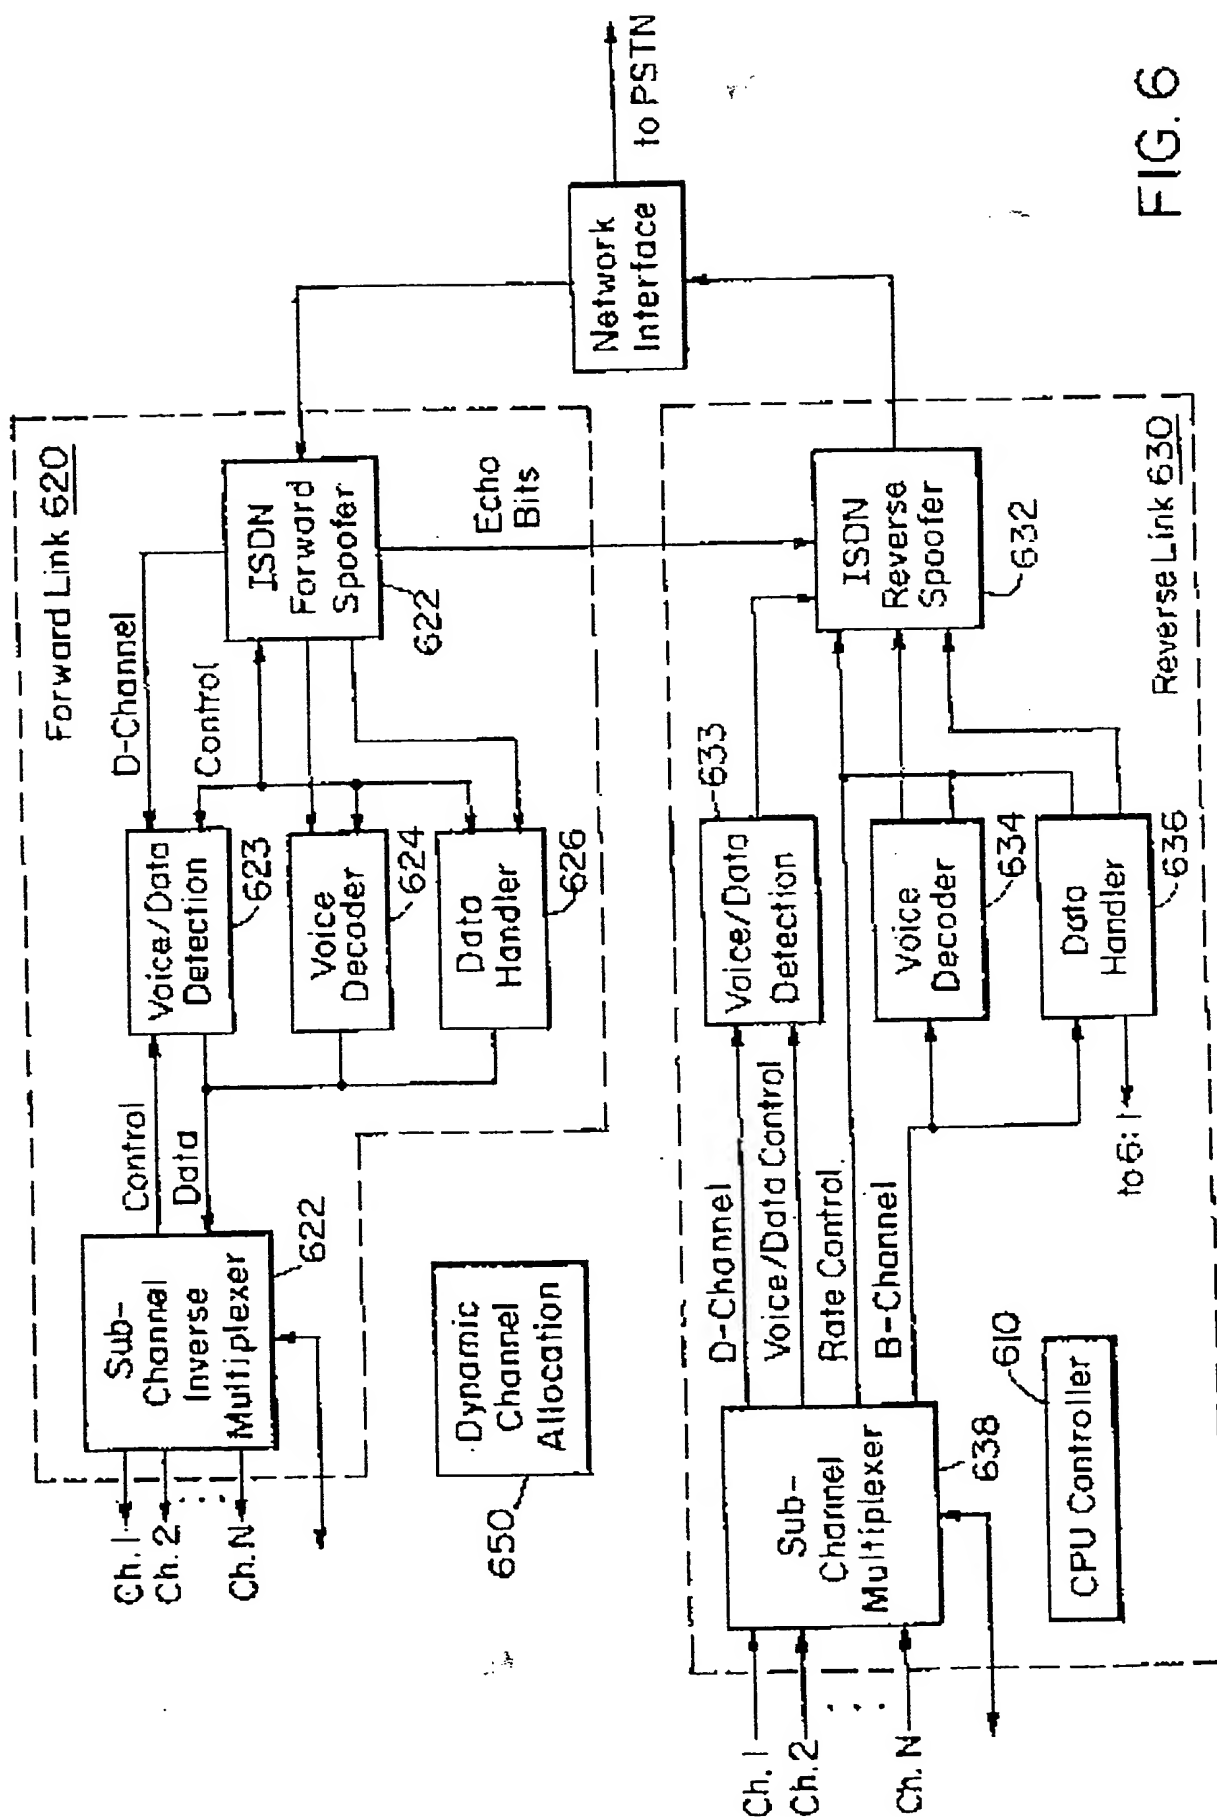 Forward Link 620
Ch. 1
Ch. 2
Ch. N
Sub-
Channel
Inverse
Multiplexer
622
Control
Data
Voice/Data
Detection
623
Voice
Decoder
624
Data
Handler
626
D-Channel
Control
ISDN
Forward
Spoofer
622
Echo
Bits
Network
Interface
to PSTN
Dynamic
Channel
Allocation
650
Ch. 1
Ch. 2
Ch. N
Sub-
Channel
Multiplexer
638
D-Channel
Voice/Data Control
Rate Control
B-Channel
Voice/Data
Detection
633
Voice
Decoder
634
Data
Handler
636
to 6:1
ISDN
Reverse
Spoofer
632
CPU Controller
610
Reverse Link 630
FIG. 6